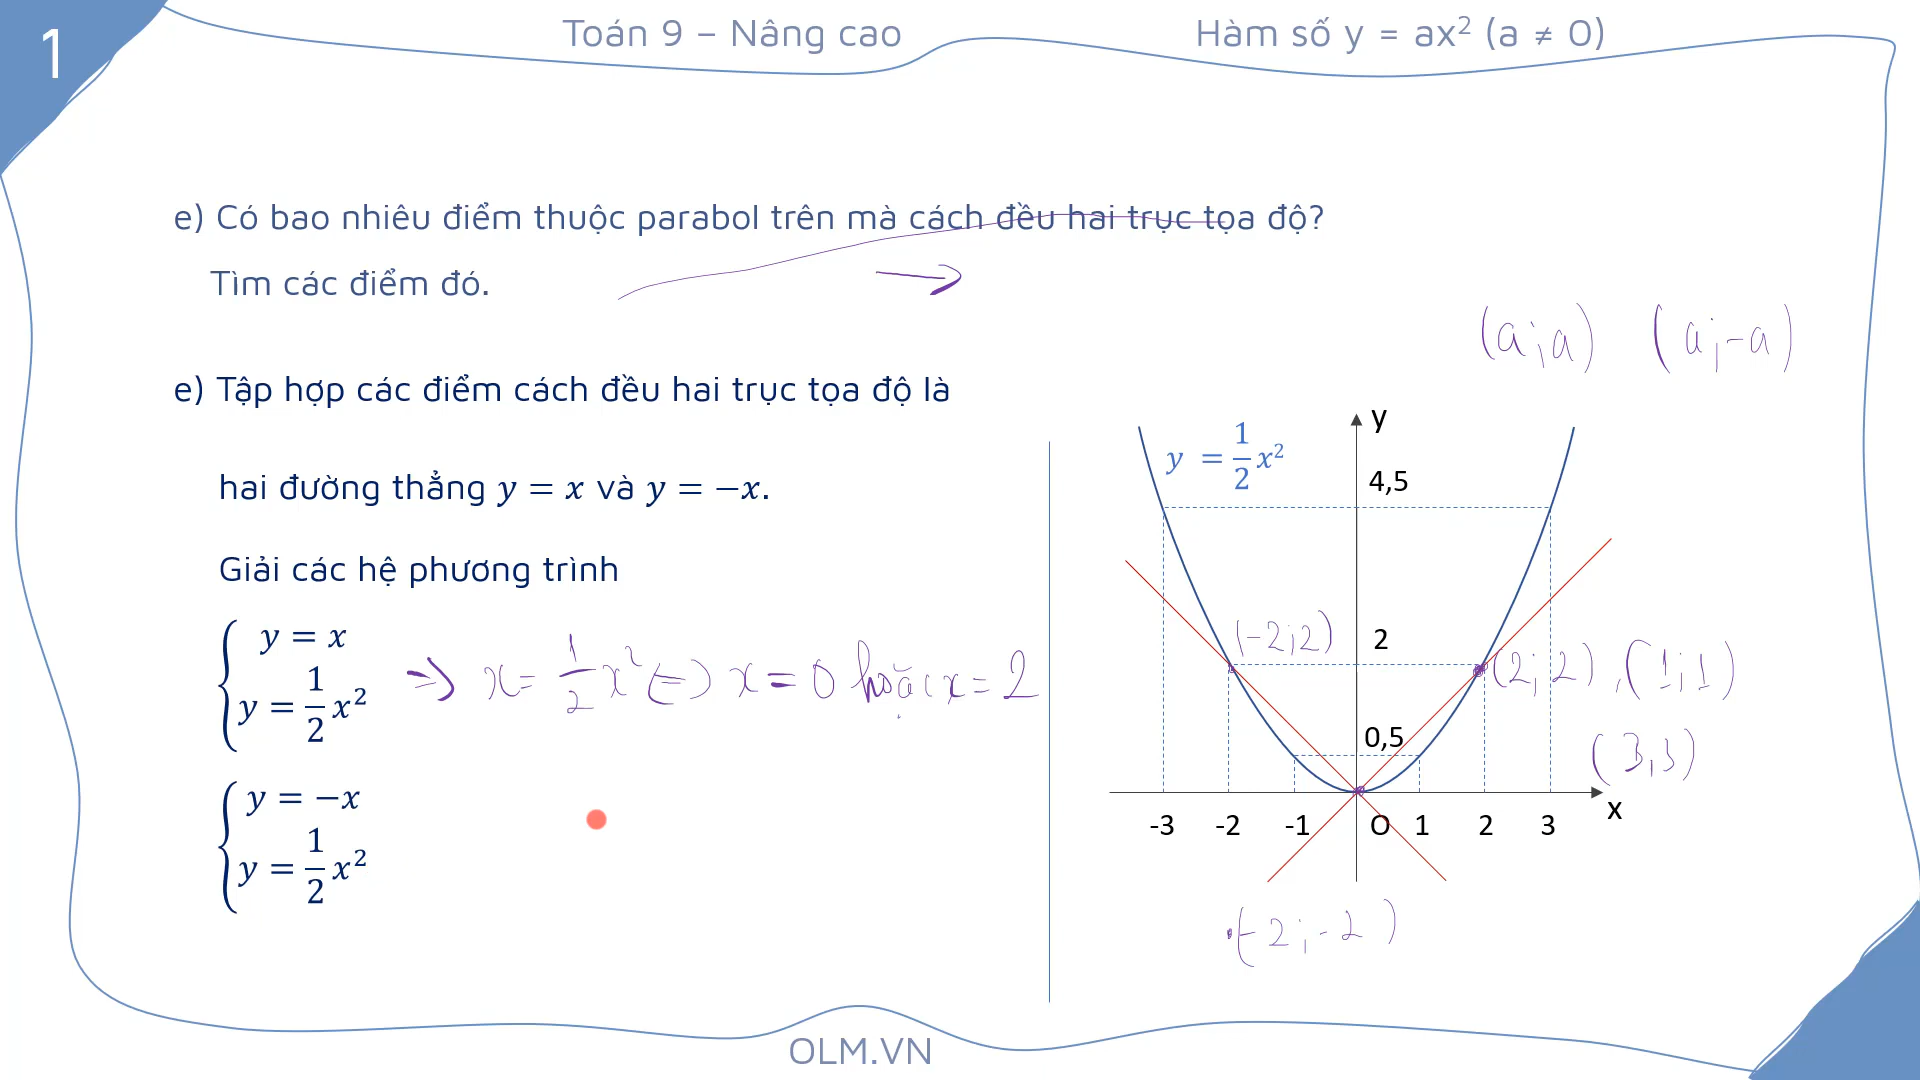 1
Toán 9 – Nâng cao
Hàm số y = ax² (a ≠ 0)
e) Có bao nhiêu điểm thuộc parabol trên mà cách đều hai trục tọa độ?
Tìm các điểm đó.
(a;a) (a;-a)
e) Tập hợp các điểm cách đều hai trục tọa độ là
hai đường thẳng y = x và y = −x.
Giải các hệ phương trình
y = x
y = 1/2 x²
=> x = 1/2 x² <=> x = 0 hoặc x = 2
y = −x
y = 1/2 x²
y
y = 1/2 x²
4,5
(-2;2)
2
(2;2), (1;1)
0,5
(3;3)
x
-3 -2 -1 O 1 2 3
(-2;-2)
OLM.VN